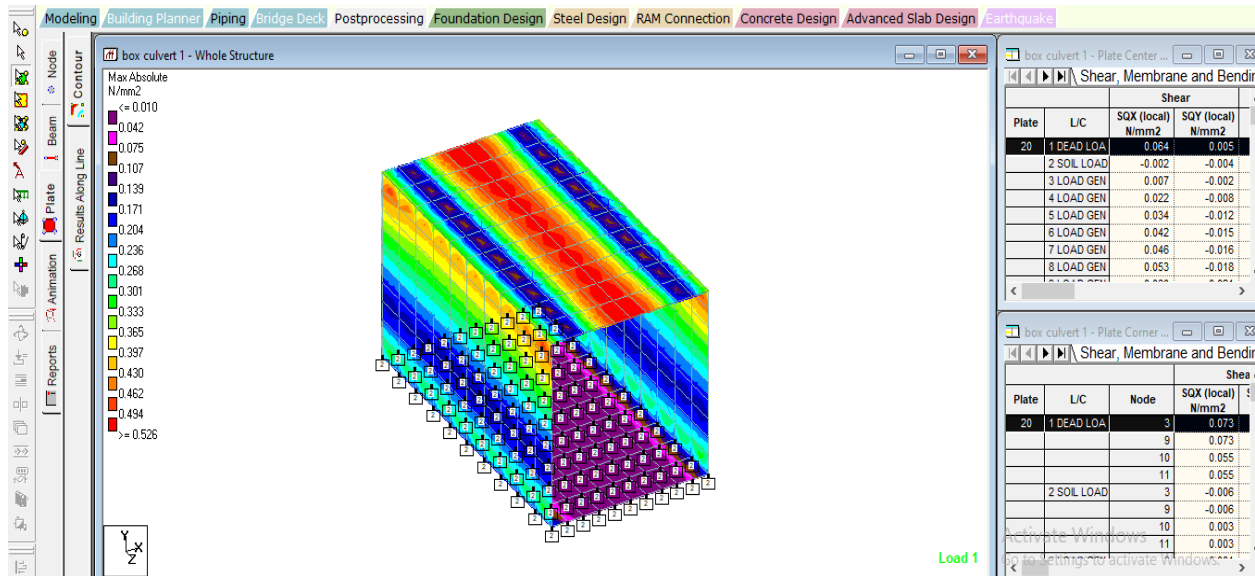 Modeling Building Planner Piping Bridge Deck Postprocessing Foundation Design Steel Design RAM Connection Concrete Design Advanced Slab Design Earthquake
Node
Beam
Plate
Animation
Reports
Contour
Results Along Line
box culvert 1 - Whole Structure
Max Absolute
N/mm2
<= 0.010
0.042
0.075
0.107
0.139
0.171
0.204
0.236
0.268
0.301
0.333
0.365
0.397
0.430
0.462
0.494
>= 0.526
Y
X
Z
Load 1
box culvert 1 - Plate Center ...
Shear, Membrane and Bendin
Shear
Plate L/C SQX (local) N/mm2 SQY (local) N/mm2
20 1 DEAD LOA 0.064 0.005
2 SOIL LOAD -0.002 -0.004
3 LOAD GEN 0.007 -0.002
4 LOAD GEN 0.022 -0.008
5 LOAD GEN 0.034 -0.012
6 LOAD GEN 0.042 -0.015
7 LOAD GEN 0.046 -0.016
8 LOAD GEN 0.053 -0.018
box culvert 1 - Plate Corner ...
Shear, Membrane and Bendin
Shea
Plate L/C Node SQX (local) N/mm2
20 1 DEAD LOA 3 0.073
9 0.073
10 0.055
11 0.055
2 SOIL LOAD 3 -0.006
9 -0.006
10 0.003
11 0.003
Activate Windows
Go to Settings to activate Windows.